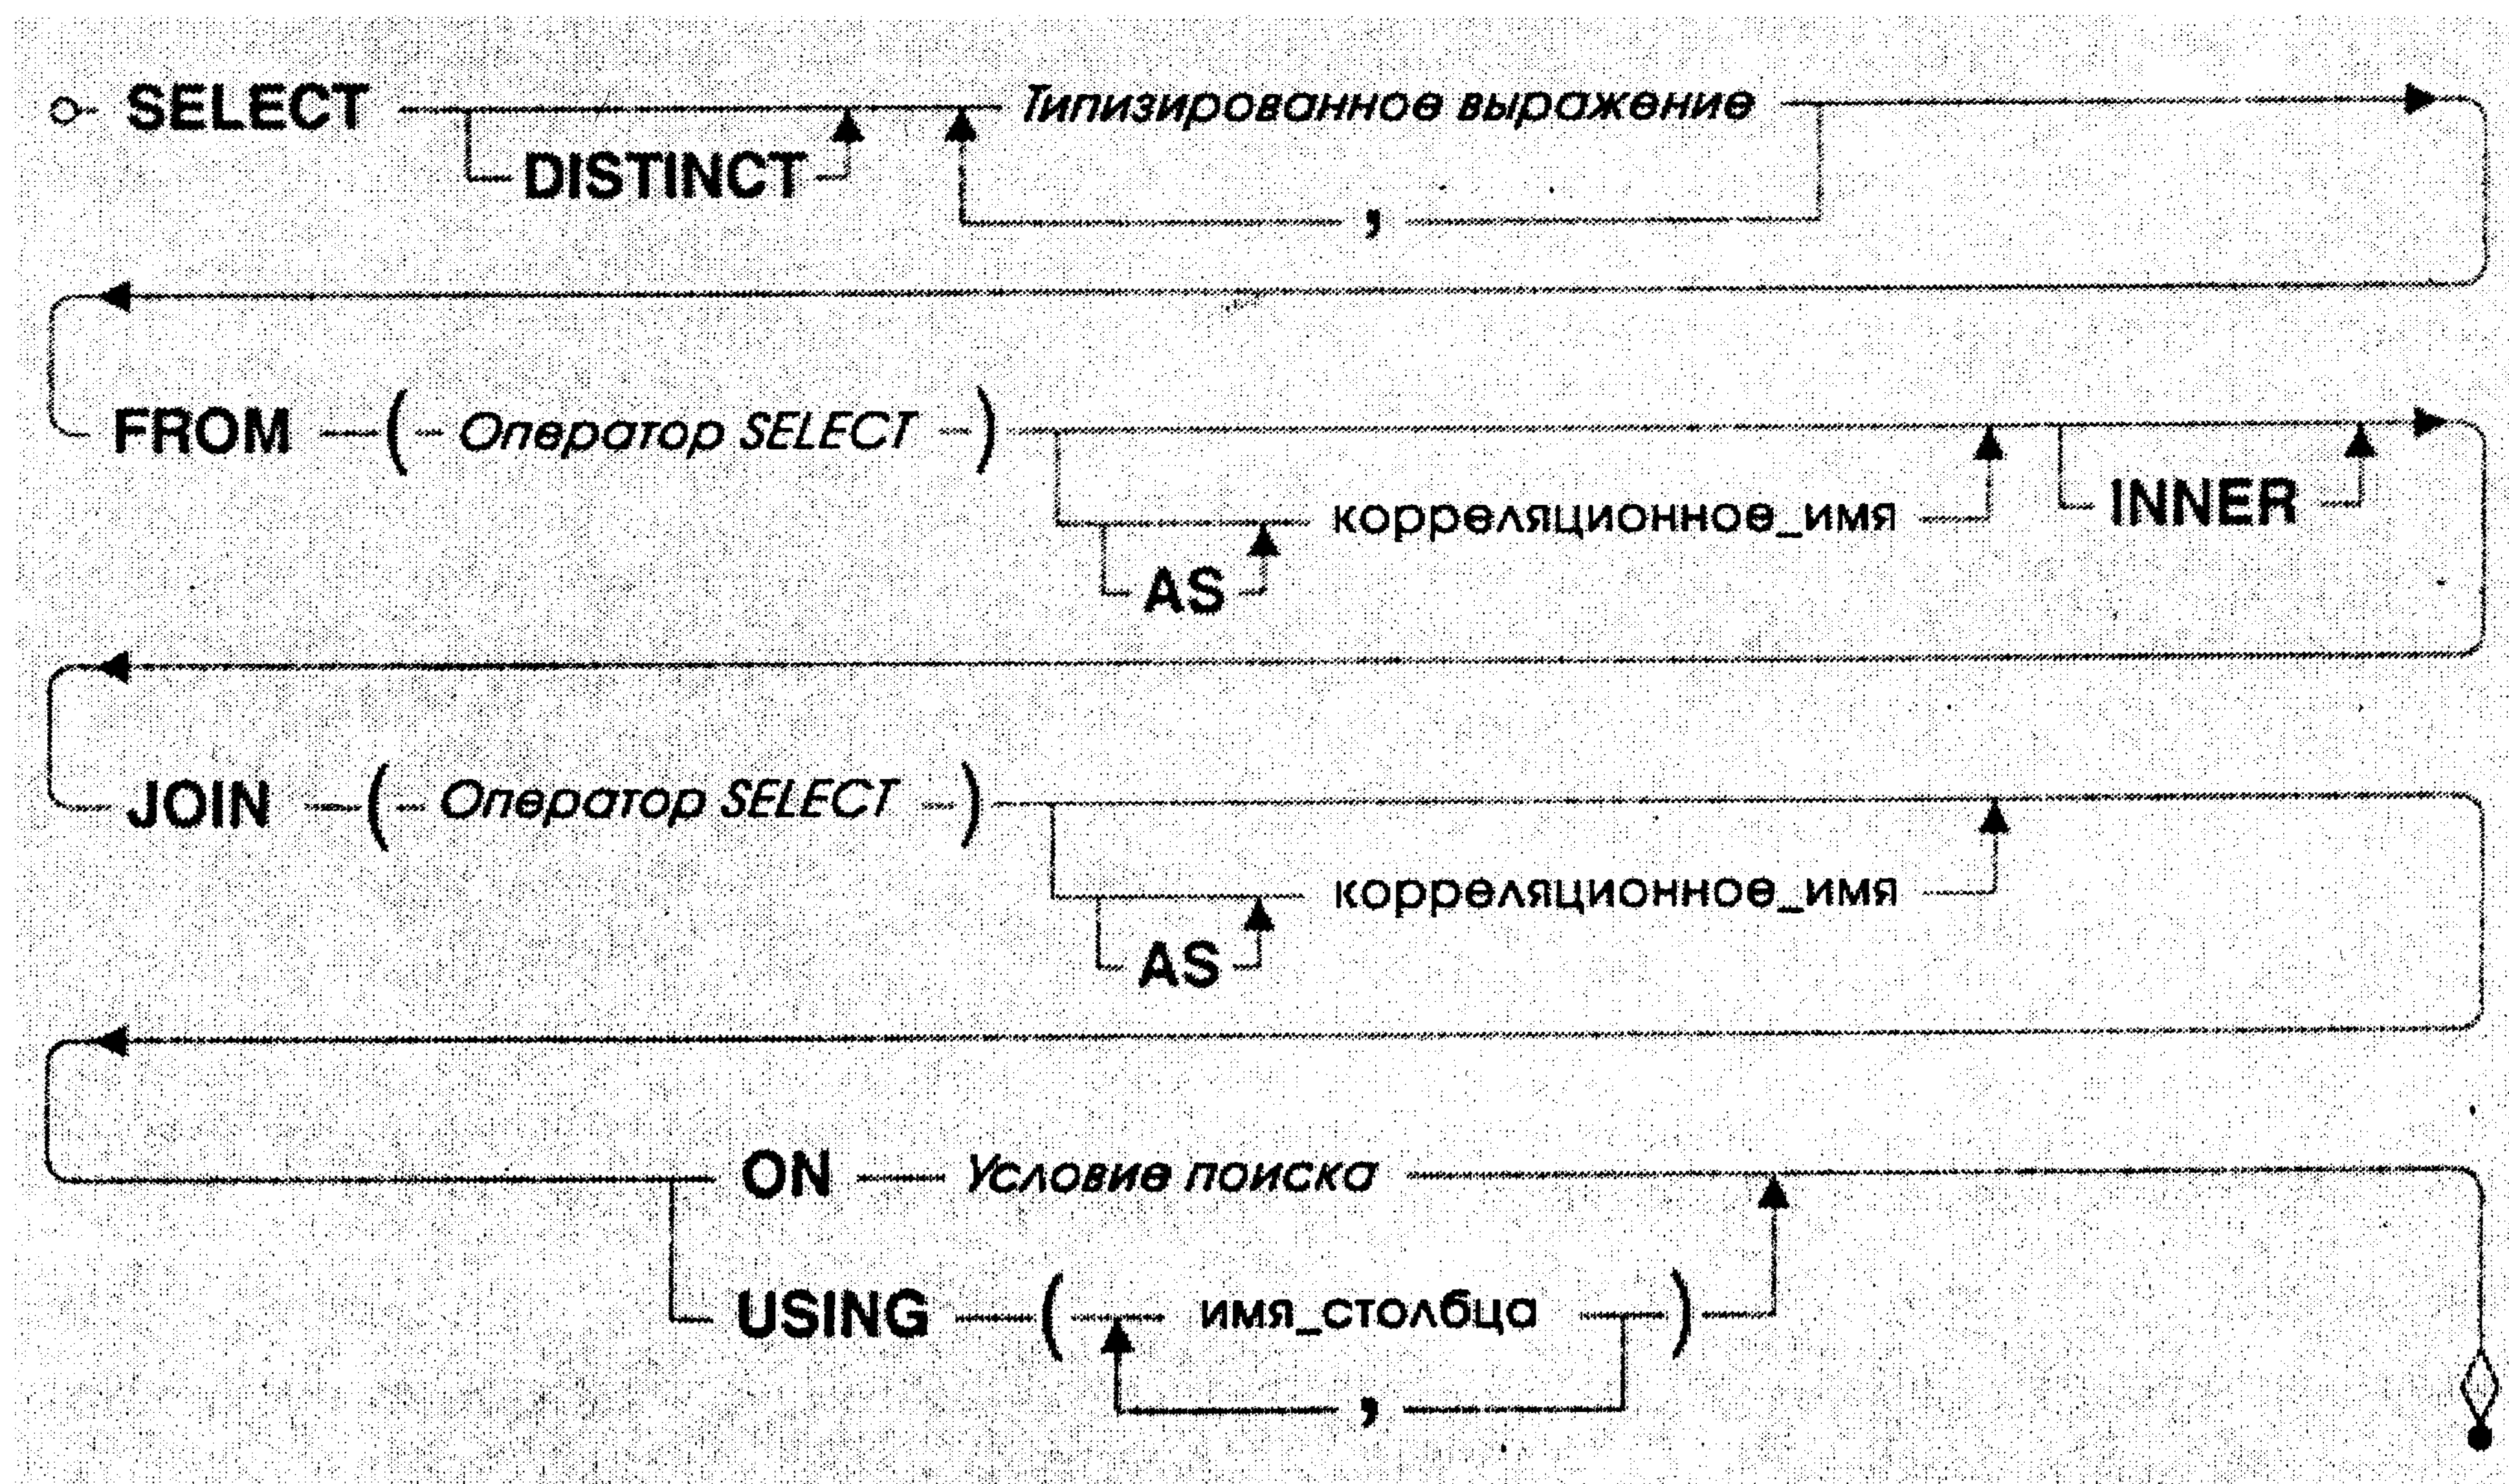 SELECT Типизированное выражение
DISTINCT
,
FROM ( Оператор SELECT )
корреляционное_имя INNER
AS
JOIN ( Оператор SELECT )
корреляционное_имя
AS
ON Условие поиска
USING ( имя_столбца )
,